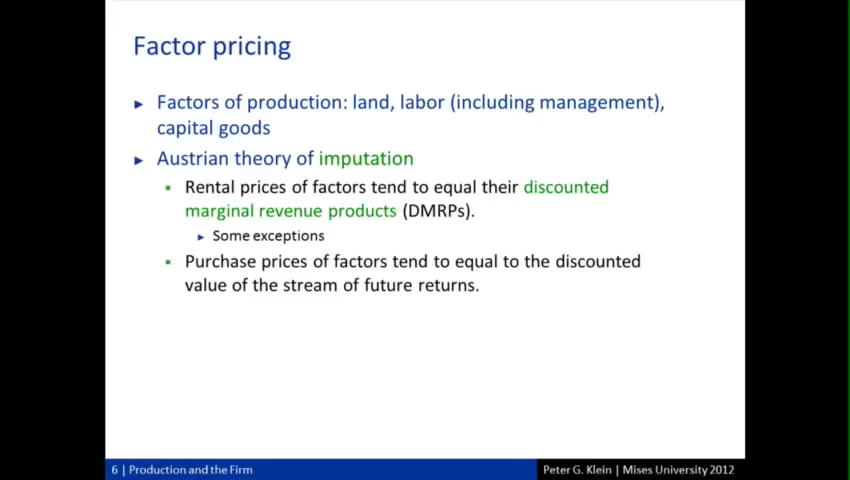 Factor pricing
► Factors of production: land, labor (including management),
capital goods
► Austrian theory of imputation
▪ Rental prices of factors tend to equal their discounted
marginal revenue products (DMRPs).
► Some exceptions
▪ Purchase prices of factors tend to equal to the discounted
value of the stream of future returns.
6 | Production and the Firm
Peter G. Klein | Mises University 2012